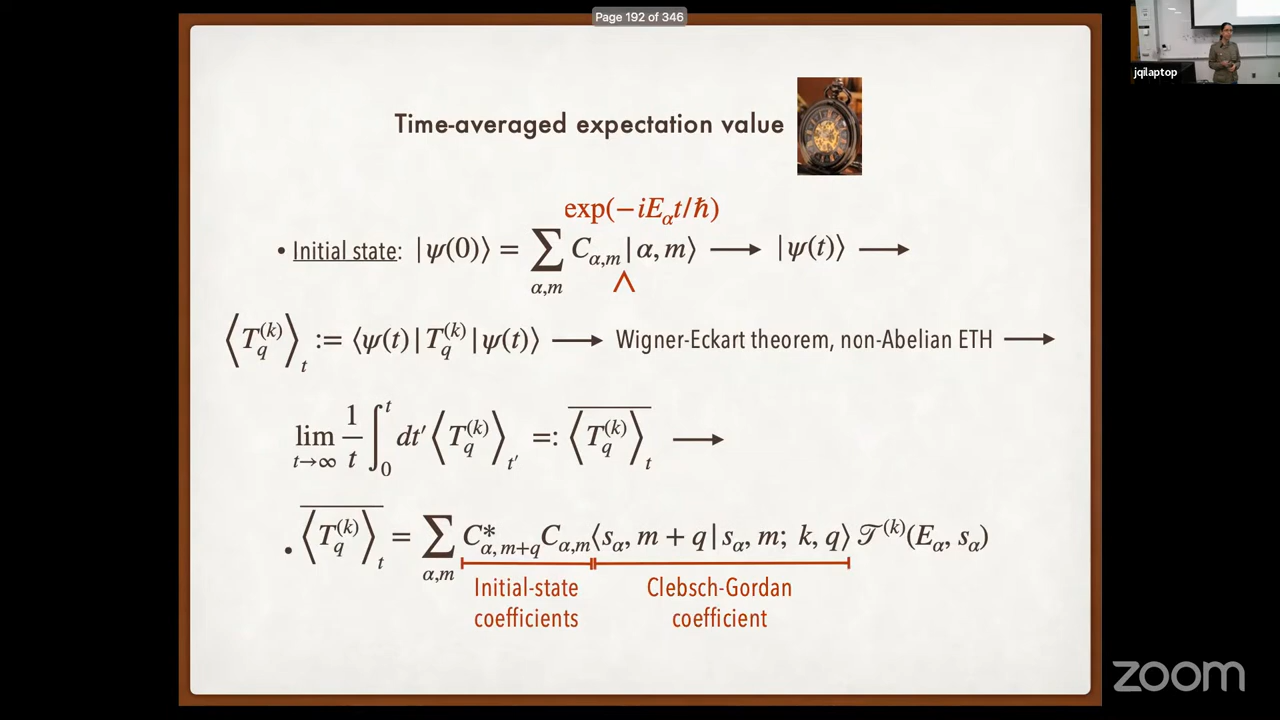 Page 192 of 346
jqilaptop
Time-averaged expectation value
exp(−iE_α t/ħ)
• Initial state: |ψ(0)⟩ = ∑_{α,m} C_{α,m}|α, m⟩ ⟶ |ψ(t)⟩ ⟶
∧
⟨T_q^{(k)}⟩_t := ⟨ψ(t)|T_q^{(k)}|ψ(t)⟩ ⟶ Wigner-Eckart theorem, non-Abelian ETH ⟶
lim_{t→∞} \frac{1}{t} ∫_0^t dt′ ⟨T_q^{(k)}⟩_{t′} =: \overline{⟨T_q^{(k)}⟩}_t ⟶
• \overline{⟨T_q^{(k)}⟩}_t = ∑_{α,m} C^*_{α,m+q} C_{α,m} ⟨s_α, m + q|s_α, m; k, q⟩ 𝒯^{(k)}(E_α, s_α)
Initial-state
coefficients
Clebsch-Gordan
coefficient
zoom